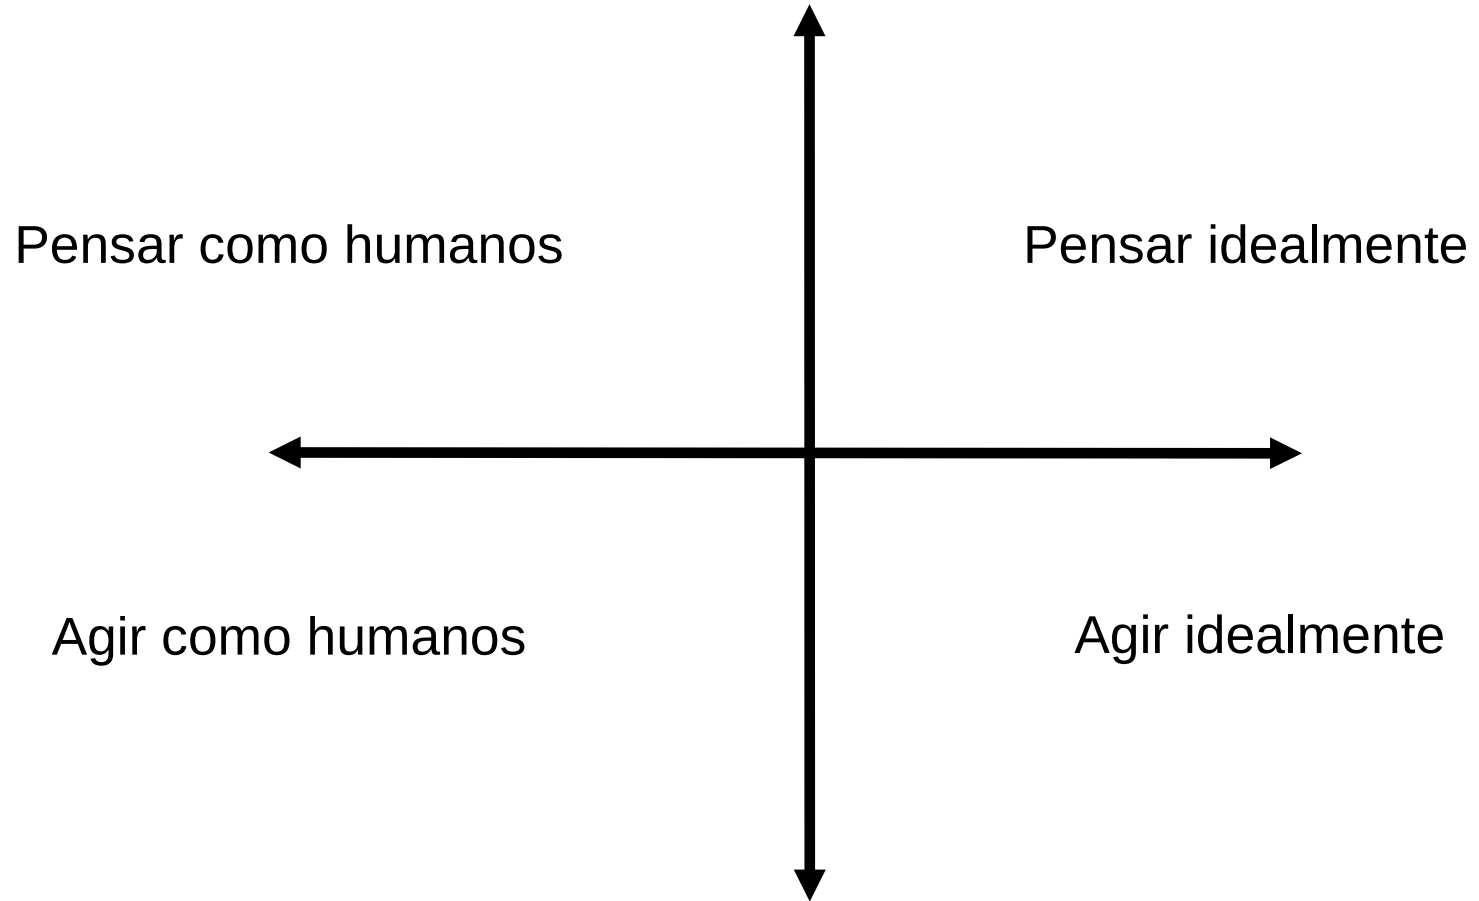 Pensar como humanos
Pensar idealmente
Agir como humanos
Agir idealmente